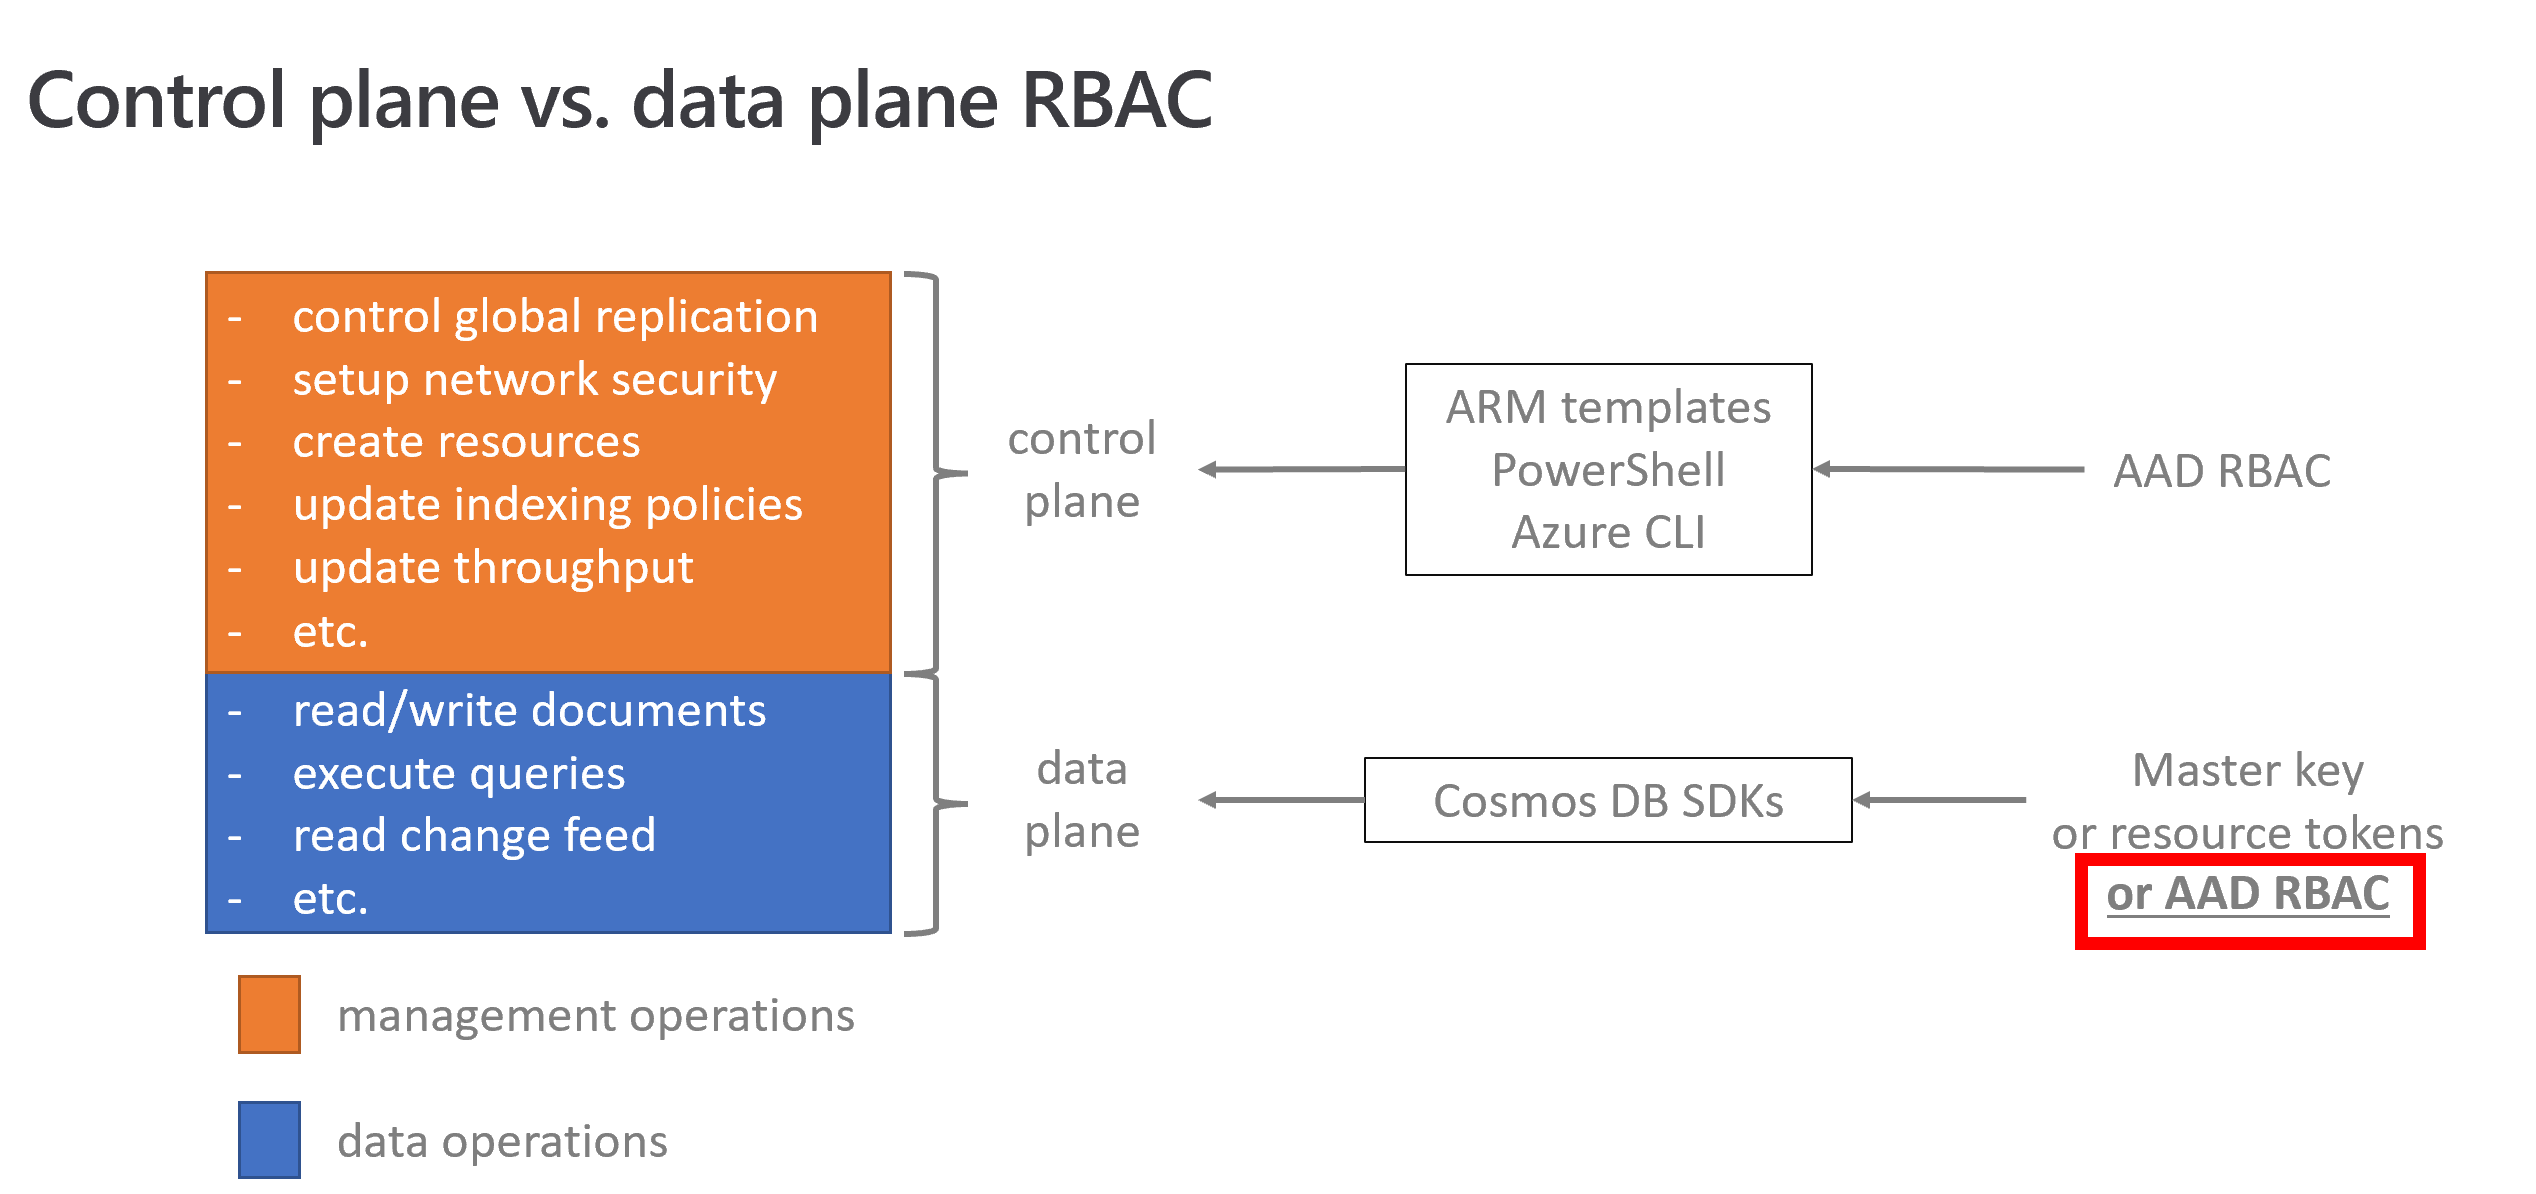 Control plane vs. data plane RBAC
- control global replication
- setup network security
- create resources
- update indexing policies
- update throughput
- etc.
- read/write documents
- execute queries
- read change feed
- etc.
control
plane
ARM templates
PowerShell
Azure CLI
AAD RBAC
data
plane
Cosmos DB SDKs
Master key
or resource tokens
or AAD RBAC
management operations
data operations